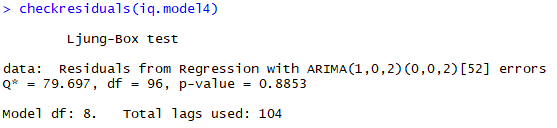 > checkresiduals(iq.model4)
Ljung-Box test
data:  Residuals from Regression with ARIMA(1,0,2)(0,0,2)[52] errors
Q* = 79.697, df = 96, p-value = 0.8853
Model df: 8.   Total lags used: 104